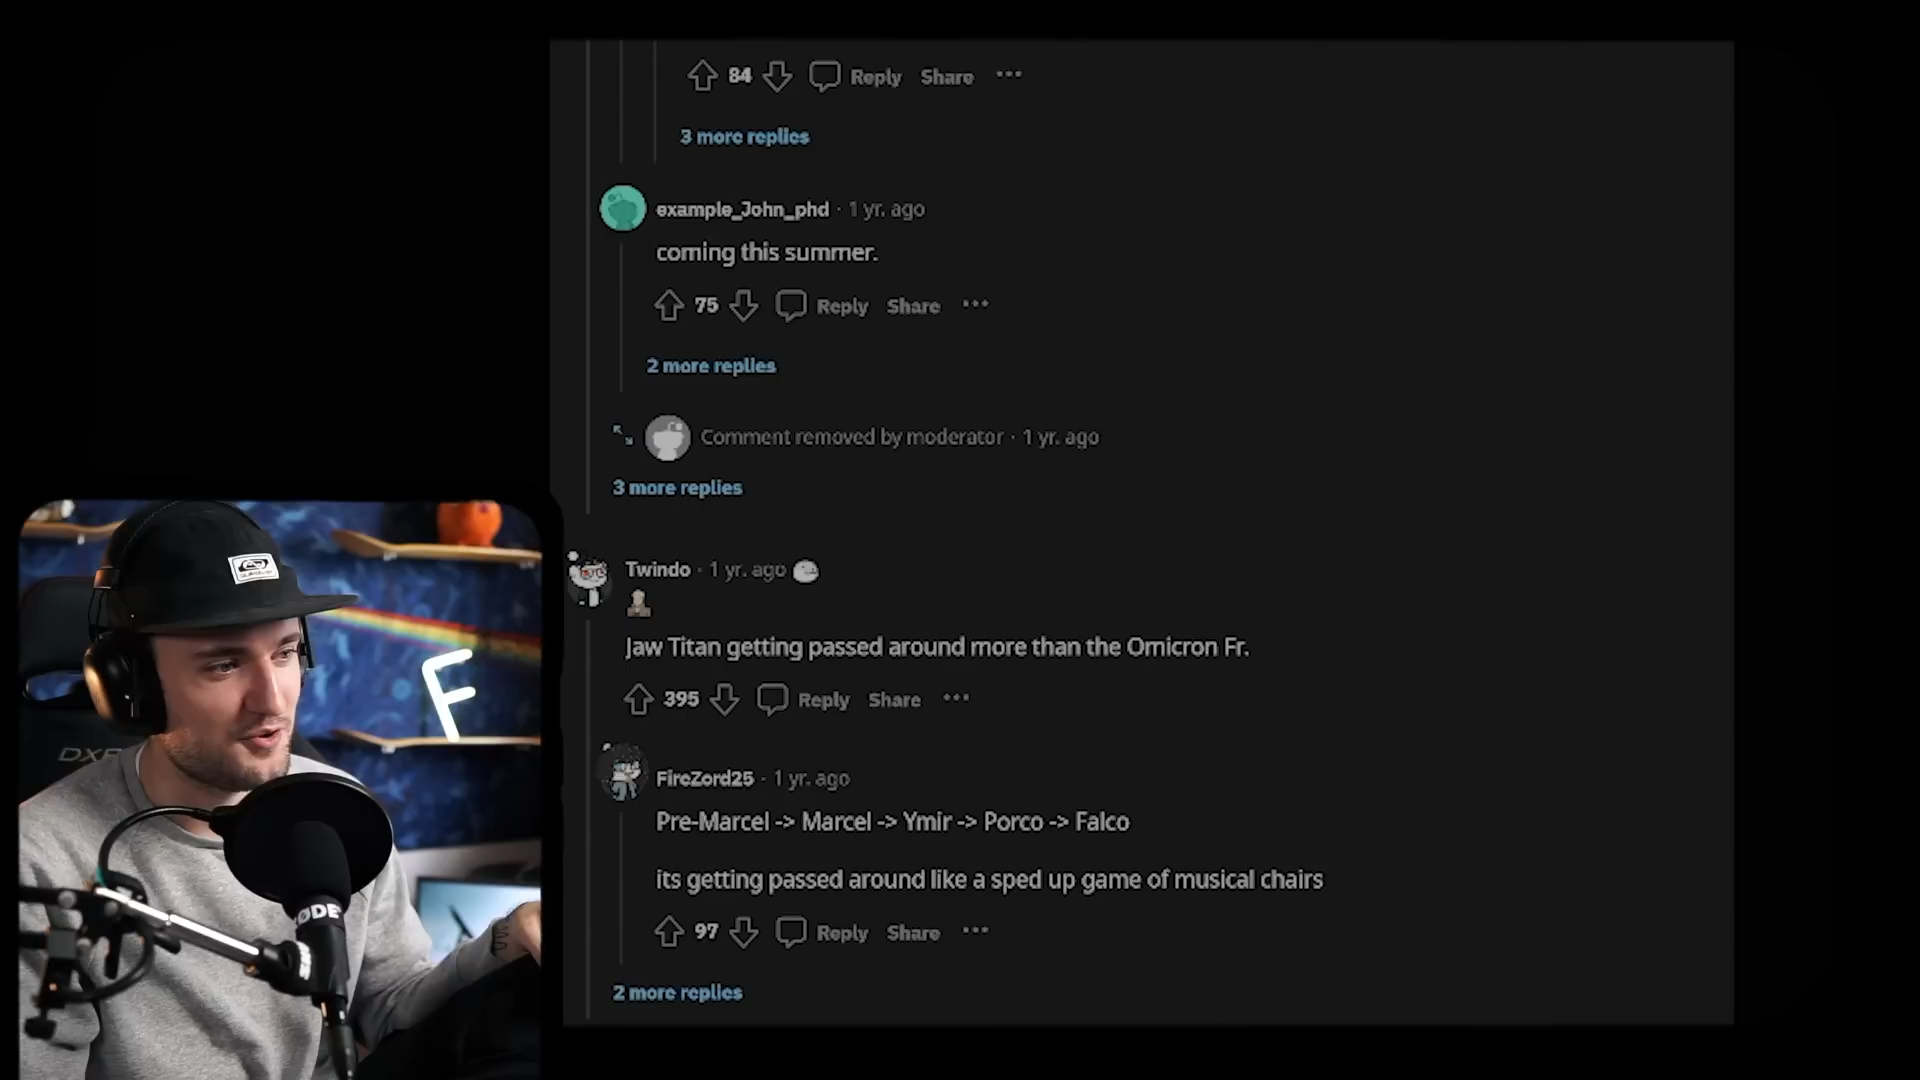 84 Reply Share ...
3 more replies
example_John_phd · 1 yr. ago
coming this summer.
75 Reply Share ...
2 more replies
Comment removed by moderator · 1 yr. ago
3 more replies
Twindo · 1 yr. ago
Jaw Titan getting passed around more than the Omicron Fr.
395 Reply Share ...
FireZord25 · 1 yr. ago
Pre-Marcel -> Marcel -> Ymir -> Porco -> Falco
its getting passed around like a sped up game of musical chairs
97 Reply Share ...
2 more replies
F
RØDE